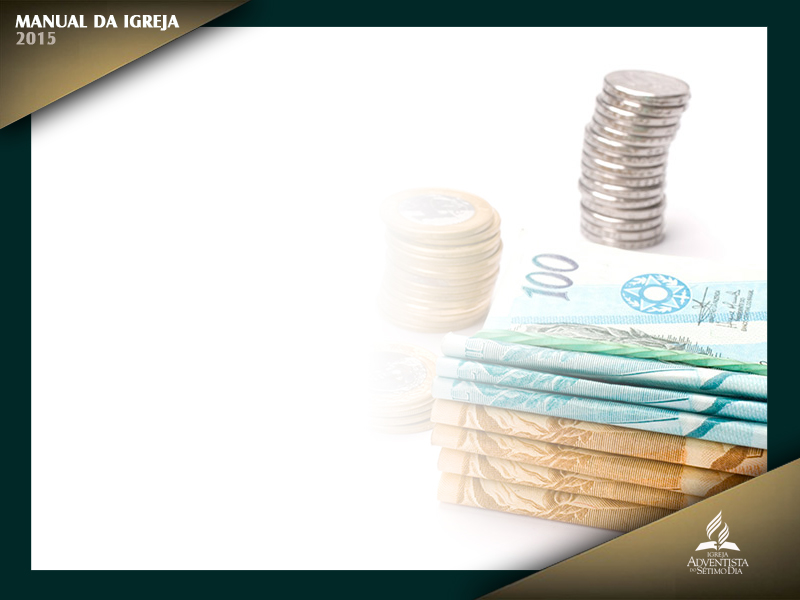 MANUAL DA IGREJA
2015
100
IGREJA
ADVENTISTA
DO SÉTIMO DIA